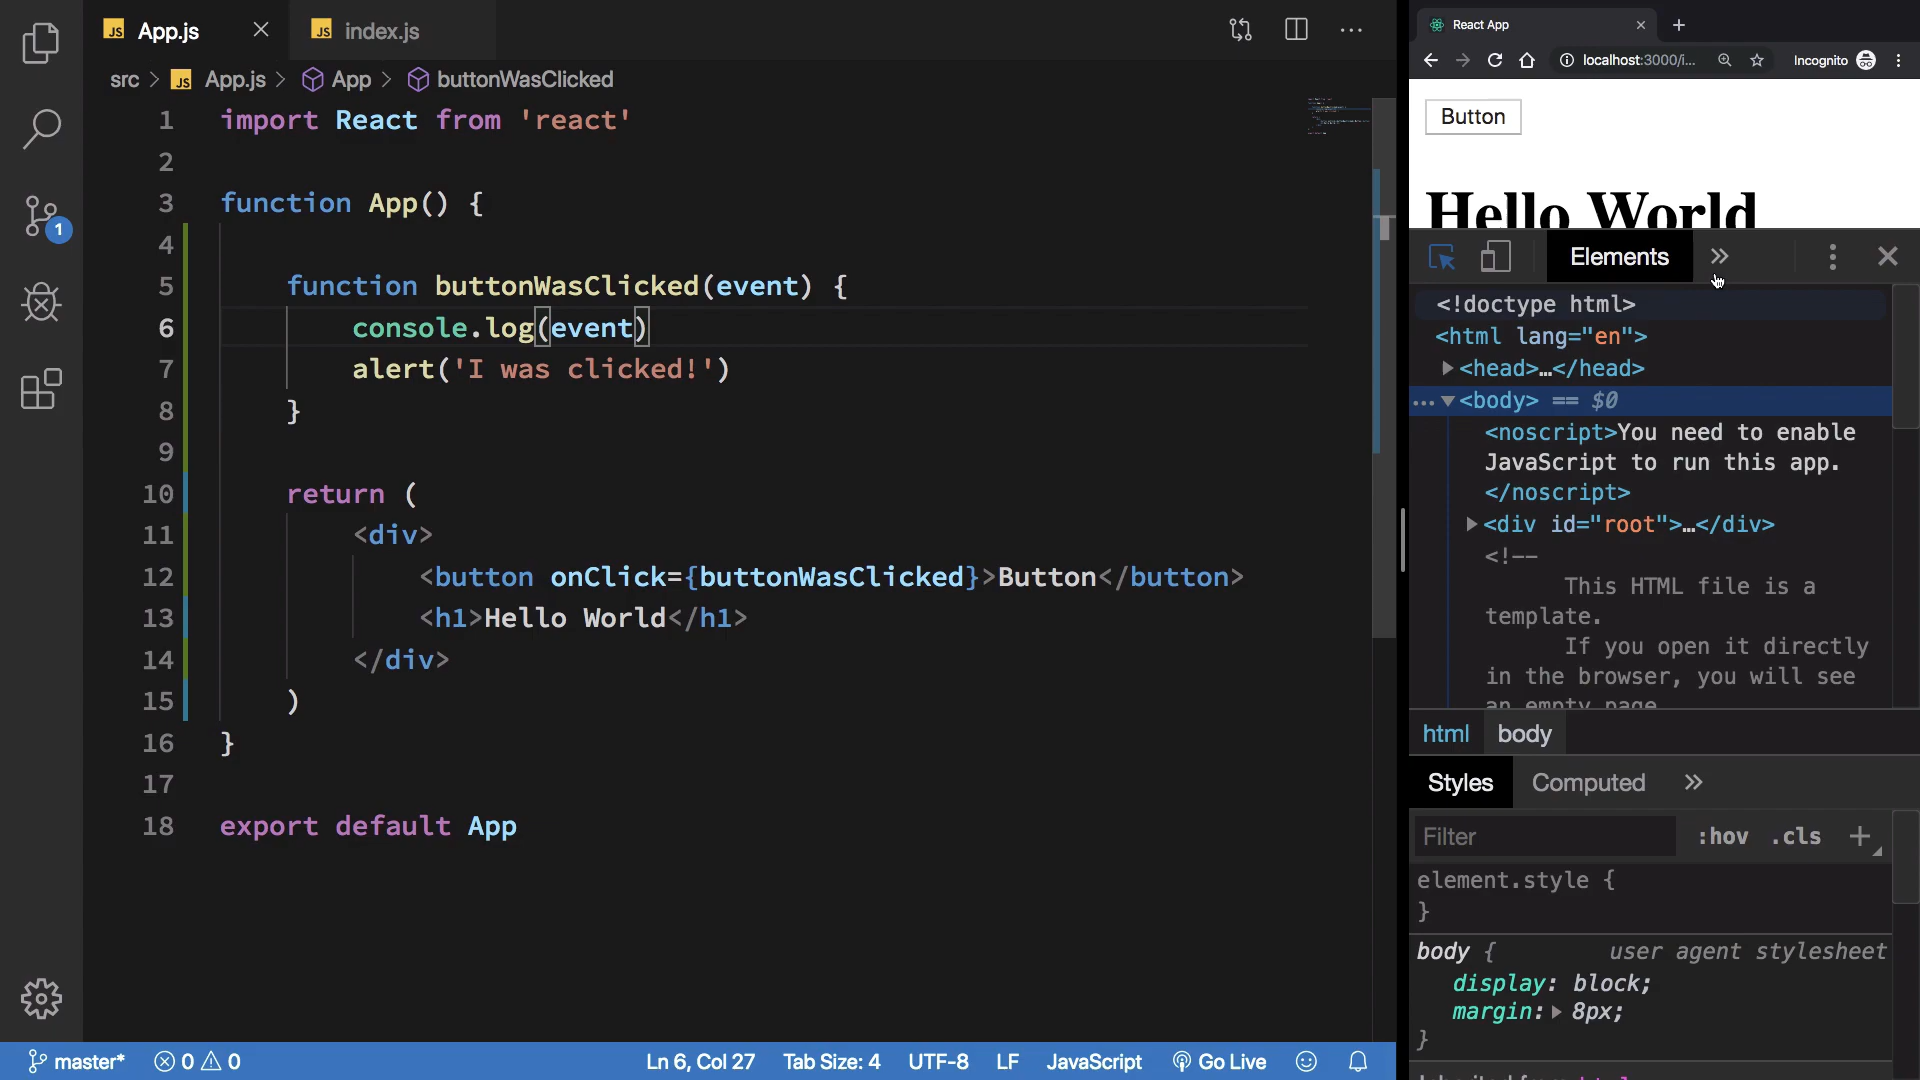 JS App.js
JS index.js
src > JS App.js > App > buttonWasClicked
1 import React from 'react'
2
3 function App() {
4
5 function buttonWasClicked(event) {
6 console.log(event)
7 alert('I was clicked!')
8 }
9
10 return (
11 <div>
12 <button onClick={buttonWasClicked}>Button</button>
13 <h1>Hello World</h1>
14 </div>
15 )
16 }
17
18 export default App
1
master*
0 0
Ln 6, Col 27
Tab Size: 4
UTF-8
LF
JavaScript
Go Live
React App
localhost:3000/i...
Incognito
Button
Hello World
Elements
<!doctype html>
<html lang="en">
<head>…</head>
<body> == $0
<noscript>You need to enable
JavaScript to run this app.
</noscript>
<div id="root">…</div>
<!--
This HTML file is a
template.
If you open it directly
in the browser, you will see
an empty page
html body
Styles Computed
Filter :hov .cls +
element.style {
}
body { user agent stylesheet
display: block;
margin: 8px;
}